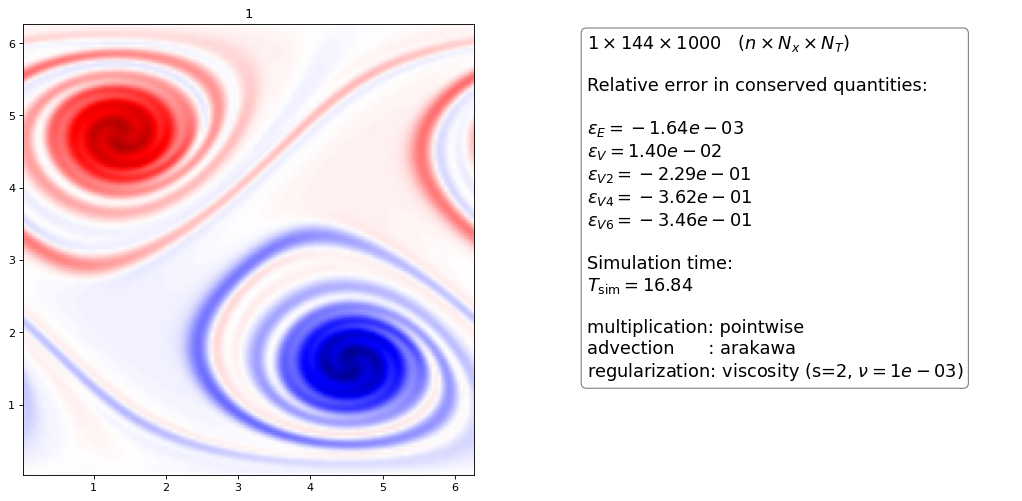 1
6
5
4
3
2
1
1 2 3 4 5 6
1 × 144 × 1000 (n × N_x × N_T)
Relative error in conserved quantities:
ε_E = −1.64e − 03
ε_V = 1.40e − 02
ε_V2 = −2.29e − 01
ε_V4 = −3.62e − 01
ε_V6 = −3.46e − 01
Simulation time:
T_sim = 16.84
multiplication: pointwise
advection : arakawa
regularization: viscosity (s=2, ν = 1e − 03)